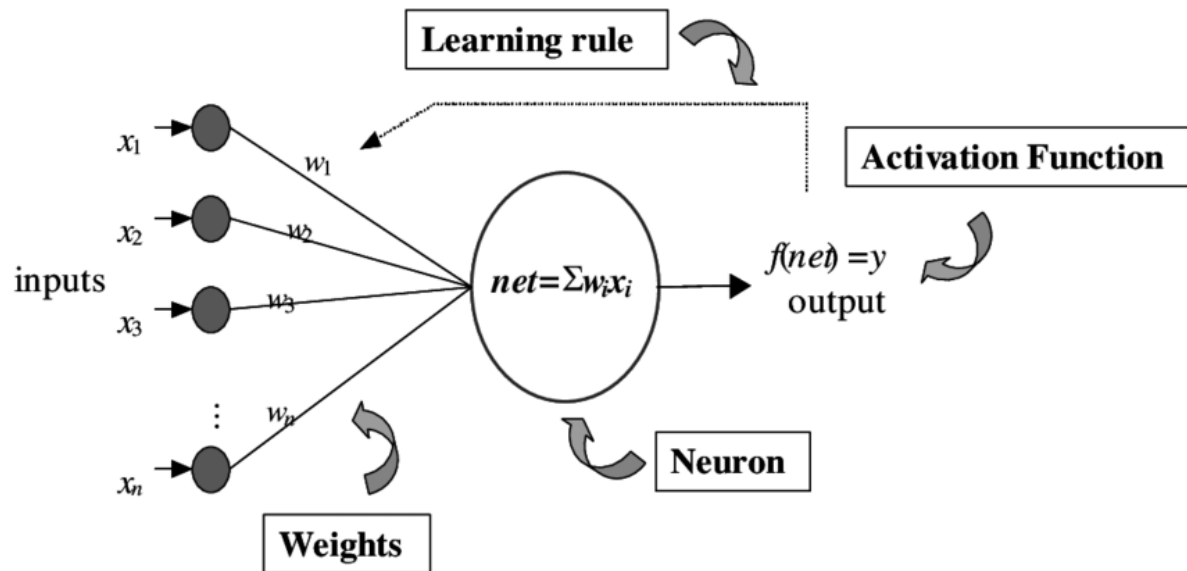 Learning rule
Activation Function
x1
w1
x2
w2
inputs
net=Σwixi
f(net) =y
output
x3
w3
⋮
wn
xn
Neuron
Weights